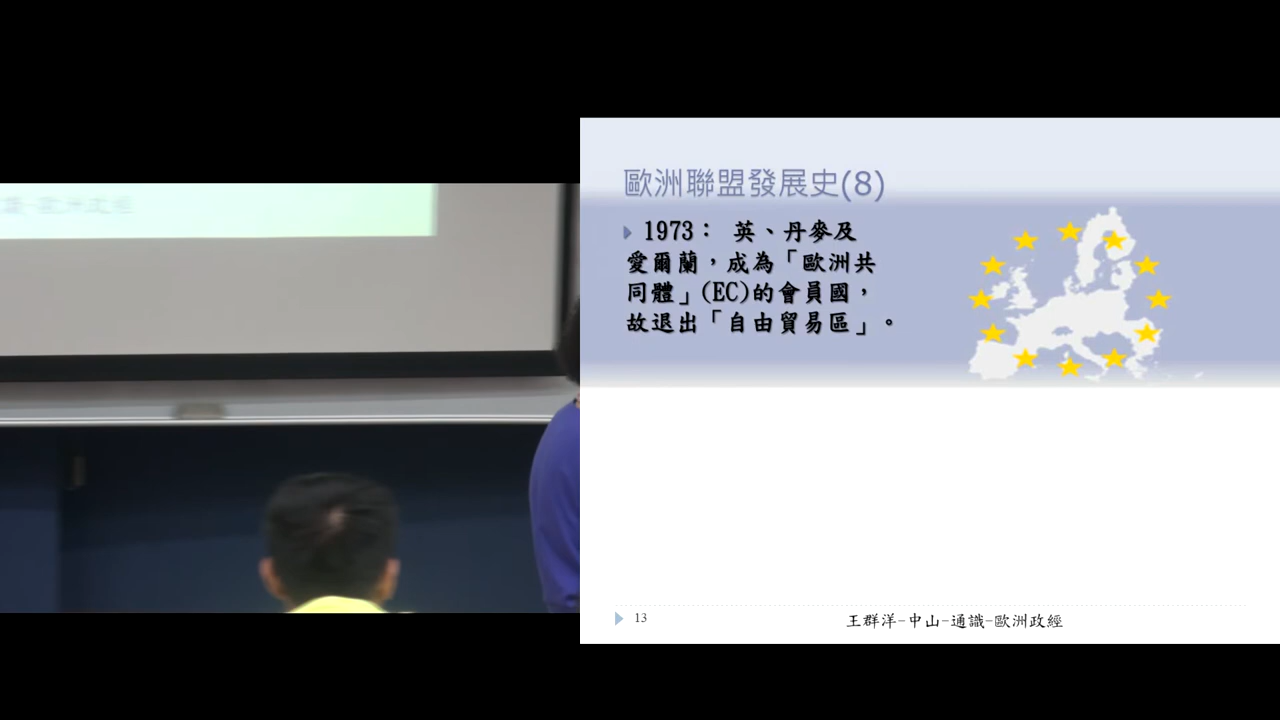 歐洲聯盟發展史(8)
1973： 英、丹麥及
愛爾蘭，成為「歐洲共
同體」(EC)的會員國，
故退出「自由貿易區」。
13
王群洋-中山-通識-歐洲政經